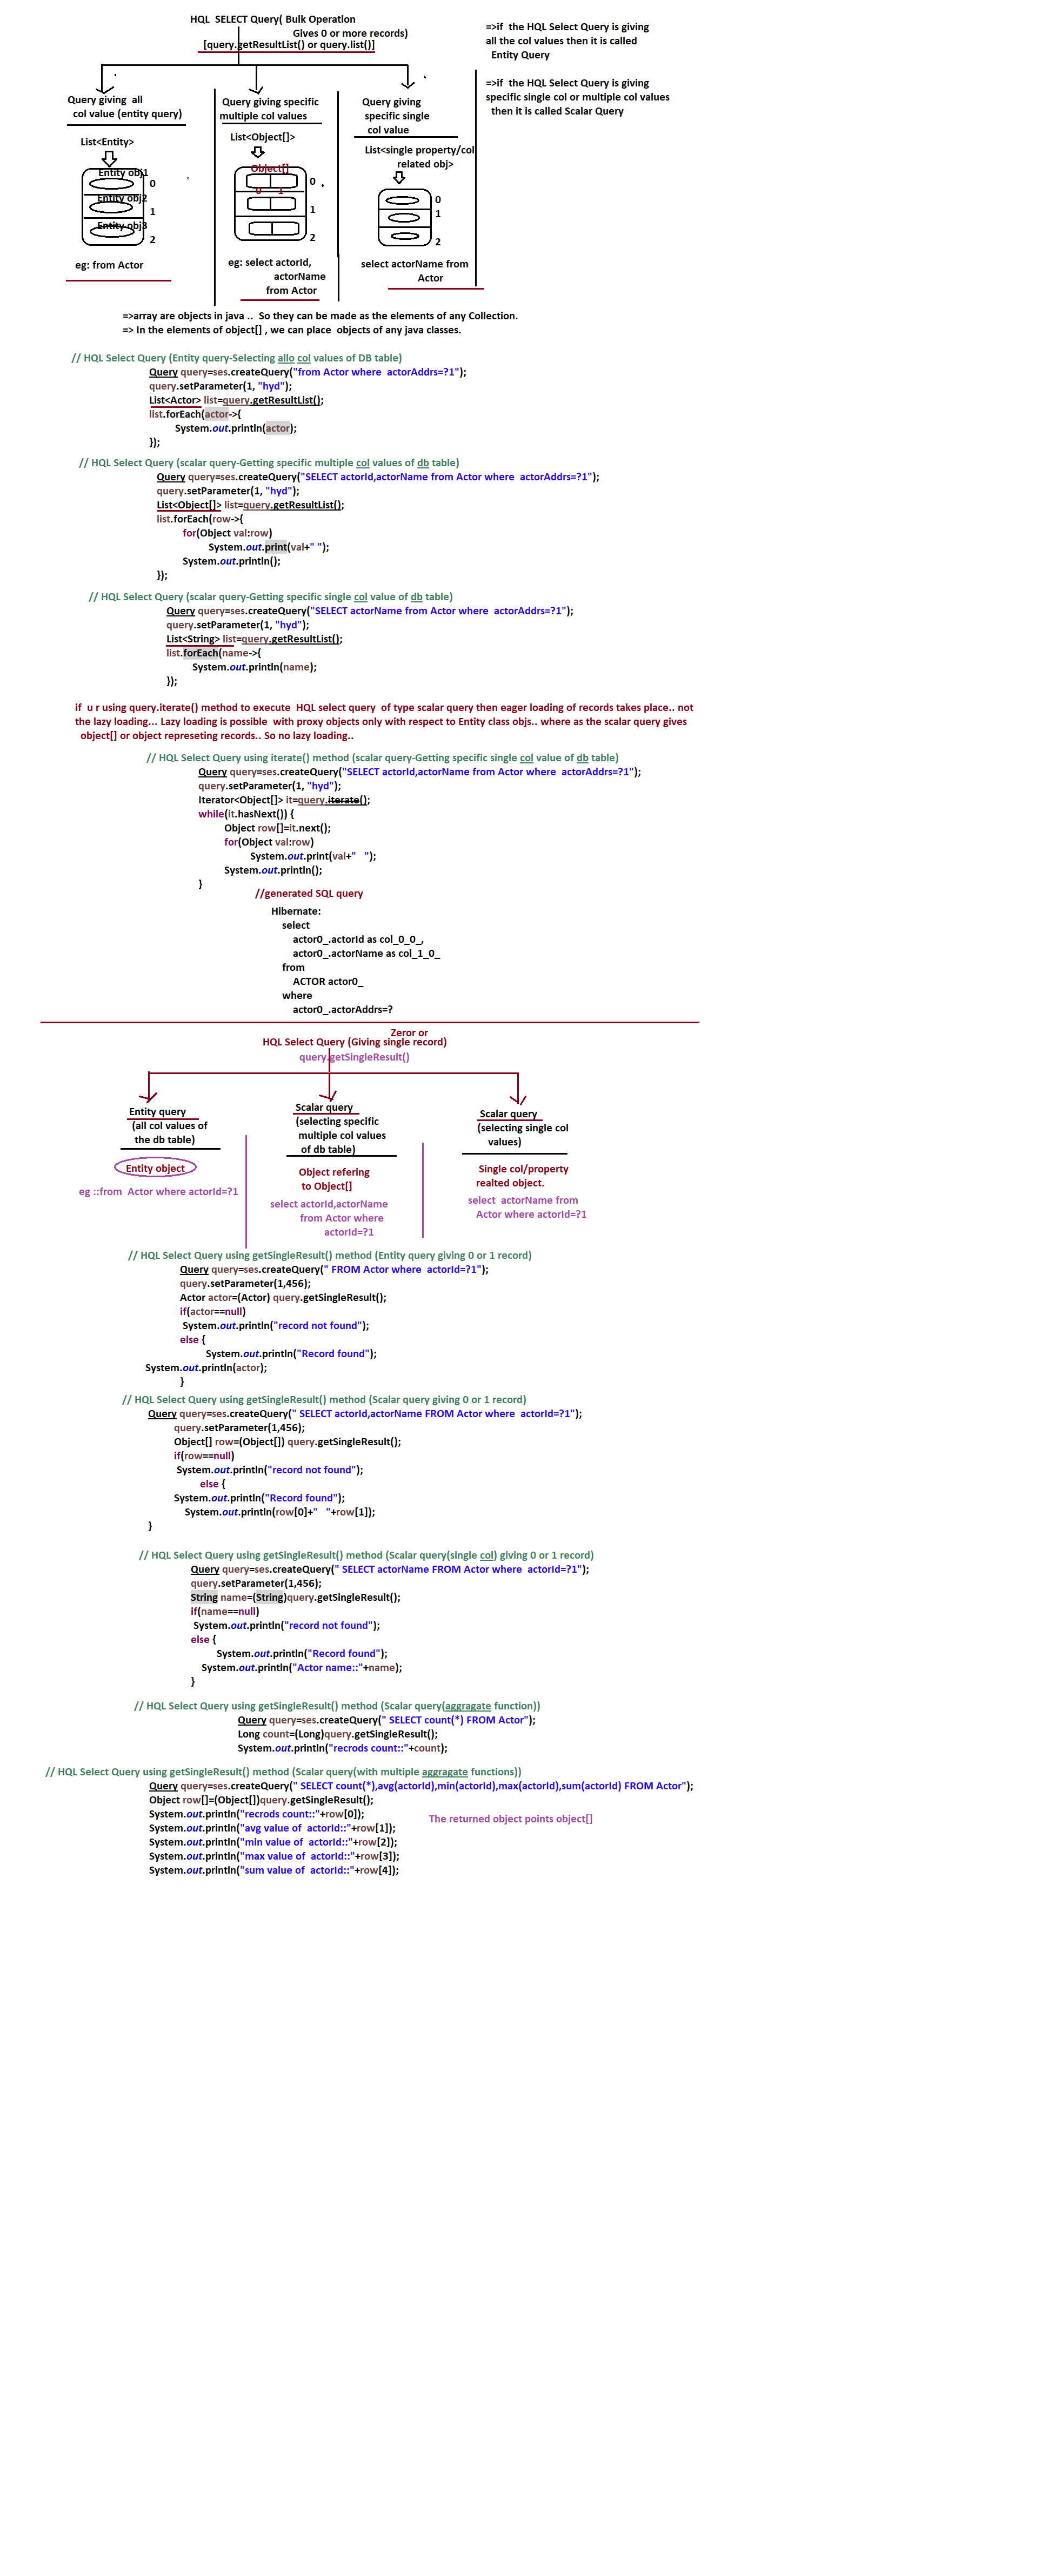 HQL  SELECT Query( Bulk Operation
Gives 0 or more records)
[query.getResultList() or query.list()]
=>if  the HQL Select Query is giving
all the col values then it is called
Entity Query
=>if  the HQL Select Query is giving
specific single col or multiple col values
then it is called Scalar Query
Query giving  all
col value (entity query)
List<Entity>
Entity obj1
0
Entity obj2
1
Entity obj3
2
eg: from Actor
Query giving specific
multiple col values
List<Object[]>
Object[]
0
0 1
1
2
eg: select actorId,
actorName
from Actor
Query giving
specific single
col value
List<single property/col
related obj>
0
1
2
select actorName from
Actor
=>array are objects in java ..  So they can be made as the elements of any Collection.
=> In the elements of object[] , we can place  objects of any java classes.
// HQL Select Query (Entity query-Selecting allo col values of DB table)
Query query=ses.createQuery("from Actor where  actorAddrs=?1");
query.setParameter(1, "hyd");
List<Actor> list=query.getResultList();
list.forEach(actor->{
System.out.println(actor);
});
// HQL Select Query (scalar query-Getting specific multiple col values of db table)
Query query=ses.createQuery("SELECT actorId,actorName from Actor where  actorAddrs=?1");
query.setParameter(1, "hyd");
List<Object[]> list=query.getResultList();
list.forEach(row->{
for(Object val:row)
System.out.print(val+" ");
System.out.println();
});
// HQL Select Query (scalar query-Getting specific single col value of db table)
Query query=ses.createQuery("SELECT actorName from Actor where  actorAddrs=?1");
query.setParameter(1, "hyd");
List<String> list=query.getResultList();
list.forEach(name->{
System.out.println(name);
});
if  u r using query.iterate() method to execute  HQL select query  of type scalar query then eager loading of records takes place.. not
the lazy loading... Lazy loading is possible  with proxy objects only with respect to Entity class objs.. where as the scalar query gives
object[] or object represeting records.. So no lazy loading..
// HQL Select Query using iterate() method (scalar query-Getting specific single col value of db table)
Query query=ses.createQuery("SELECT actorId,actorName from Actor where  actorAddrs=?1");
query.setParameter(1, "hyd");
Iterator<Object[]> it=query.iterate();
while(it.hasNext()) {
Object row[]=it.next();
for(Object val:row)
System.out.print(val+"   ");
System.out.println();
}
//generated SQL query
Hibernate:
select
actor0_.actorId as col_0_0_,
actor0_.actorName as col_1_0_
from
ACTOR actor0_
where
actor0_.actorAddrs=?
Zeror or
HQL Select Query (Giving single record)
query.getSingleResult()
Entity query
(all col values of
the db table)
Entity object
eg ::from  Actor where actorId=?1
Scalar query
(selecting specific
multiple col values
of db table)
Object refering
to Object[]
select actorId,actorName
from Actor where
actorId=?1
Scalar query
(selecting single col
values)
Single col/property
realted object.
select  actorName from
Actor where actorId=?1
// HQL Select Query using getSingleResult() method (Entity query giving 0 or 1 record)
Query query=ses.createQuery(" FROM Actor where  actorId=?1");
query.setParameter(1,456);
Actor actor=(Actor) query.getSingleResult();
if(actor==null)
System.out.println("record not found");
else {
System.out.println("Record found");
System.out.println(actor);
}
// HQL Select Query using getSingleResult() method (Scalar query giving 0 or 1 record)
Query query=ses.createQuery(" SELECT actorId,actorName FROM Actor where  actorId=?1");
query.setParameter(1,456);
Object[] row=(Object[]) query.getSingleResult();
if(row==null)
System.out.println("record not found");
else {
System.out.println("Record found");
System.out.println(row[0]+"   "+row[1]);
}
// HQL Select Query using getSingleResult() method (Scalar query(single col) giving 0 or 1 record)
Query query=ses.createQuery(" SELECT actorName FROM Actor where  actorId=?1");
query.setParameter(1,456);
String name=(String)query.getSingleResult();
if(name==null)
System.out.println("record not found");
else {
System.out.println("Record found");
System.out.println("Actor name::"+name);
}
// HQL Select Query using getSingleResult() method (Scalar query(aggragate function))
Query query=ses.createQuery(" SELECT count(*) FROM Actor");
Long count=(Long)query.getSingleResult();
System.out.println("recrods count::"+count);
// HQL Select Query using getSingleResult() method (Scalar query(with multiple aggragate functions))
Query query=ses.createQuery(" SELECT count(*),avg(actorId),min(actorId),max(actorId),sum(actorId) FROM Actor");
Object row[]=(Object[])query.getSingleResult();
System.out.println("recrods count::"+row[0]);
The returned object points object[]
System.out.println("avg value of  actorId::"+row[1]);
System.out.println("min value of  actorId::"+row[2]);
System.out.println("max value of  actorId::"+row[3]);
System.out.println("sum value of  actorId::"+row[4]);